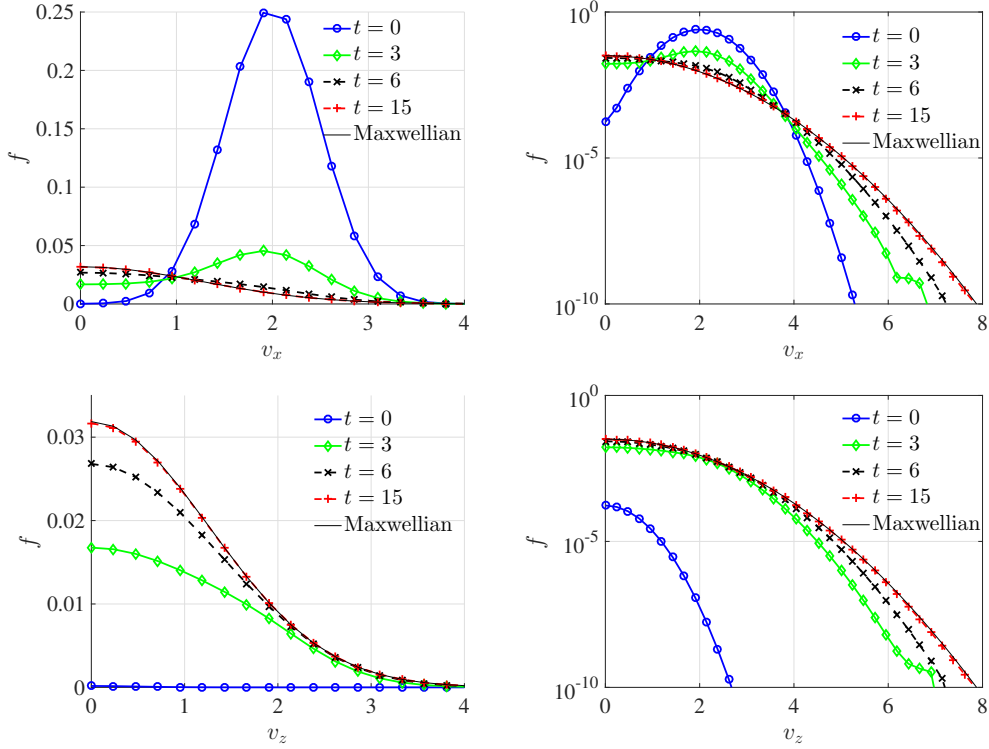 0.25
0.2
0.15
0.1
0.05
0
f
0 1 2 3 4
v_x
t = 0
t = 3
t = 6
t = 15
Maxwellian
10^0
10^-5
10^-10
f
0 2 4 6 8
v_x
t = 0
t = 3
t = 6
t = 15
Maxwellian
0.03
0.02
0.01
0
f
0 1 2 3 4
v_z
t = 0
t = 3
t = 6
t = 15
Maxwellian
10^0
10^-5
10^-10
f
0 2 4 6 8
v_z
t = 0
t = 3
t = 6
t = 15
Maxwellian